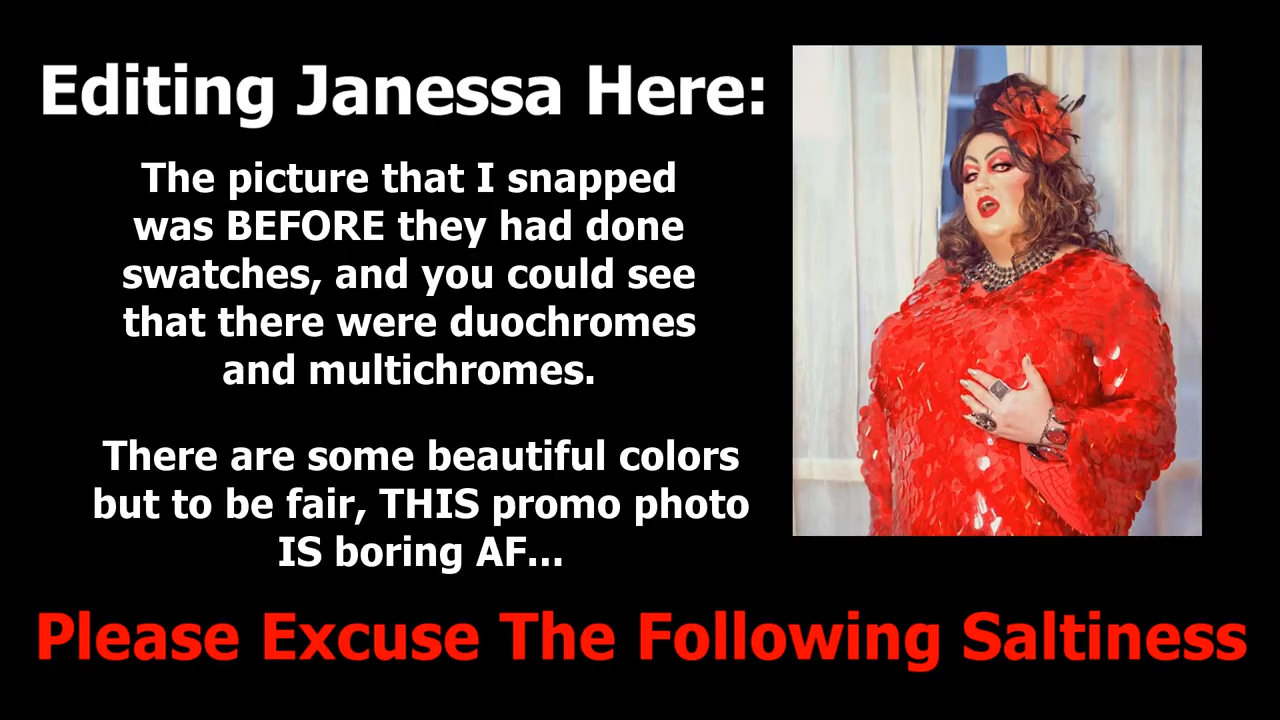 Editing Janessa Here:
The picture that I snapped
was BEFORE they had done
swatches, and you could see
that there were duochromes
and multichromes.
There are some beautiful colors
but to be fair, THIS promo photo
IS boring AF...
Please Excuse The Following Saltiness